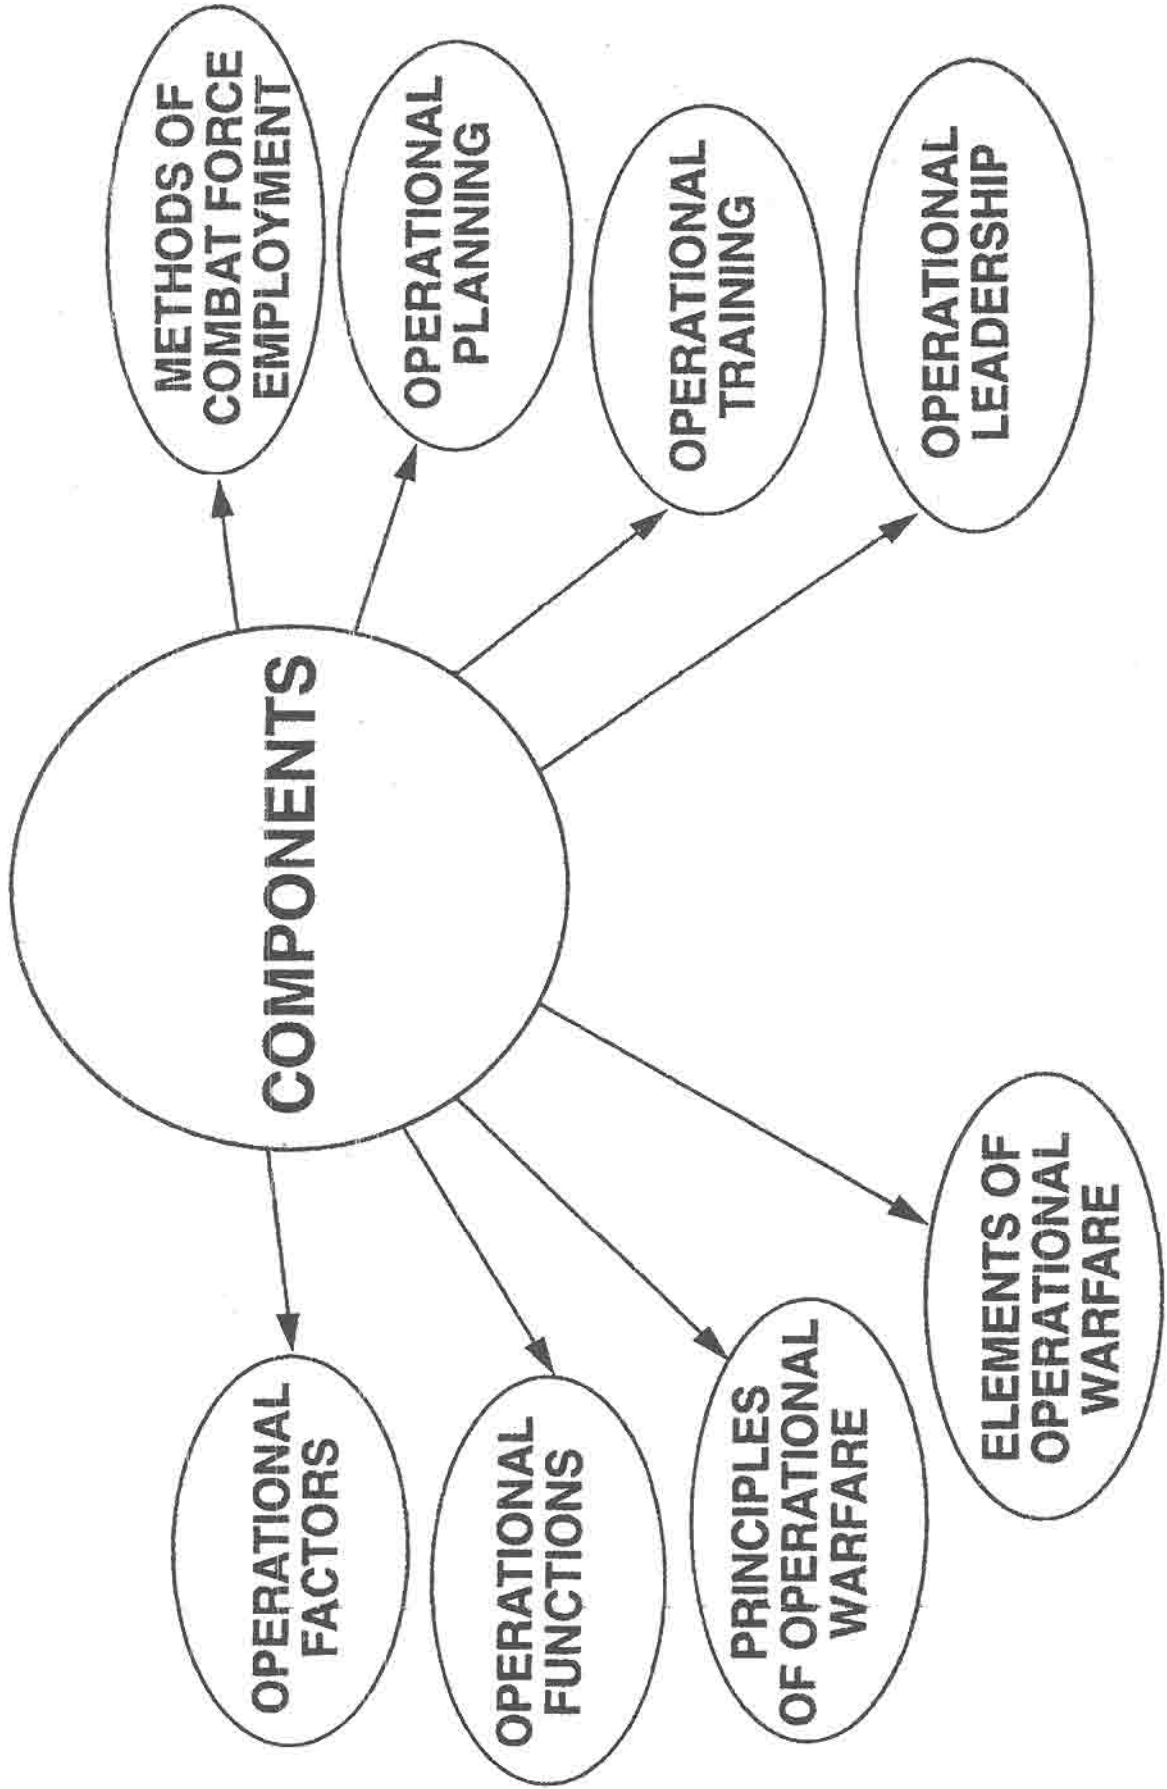 COMPONENTS
OPERATIONAL
FACTORS
OPERATIONAL
FUNCTIONS
PRINCIPLES
OF OPERATIONAL
WARFARE
ELEMENTS OF
OPERATIONAL
WARFARE
METHODS OF
COMBAT FORCE
EMPLOYMENT
OPERATIONAL
PLANNING
OPERATIONAL
TRAINING
OPERATIONAL
LEADERSHIP